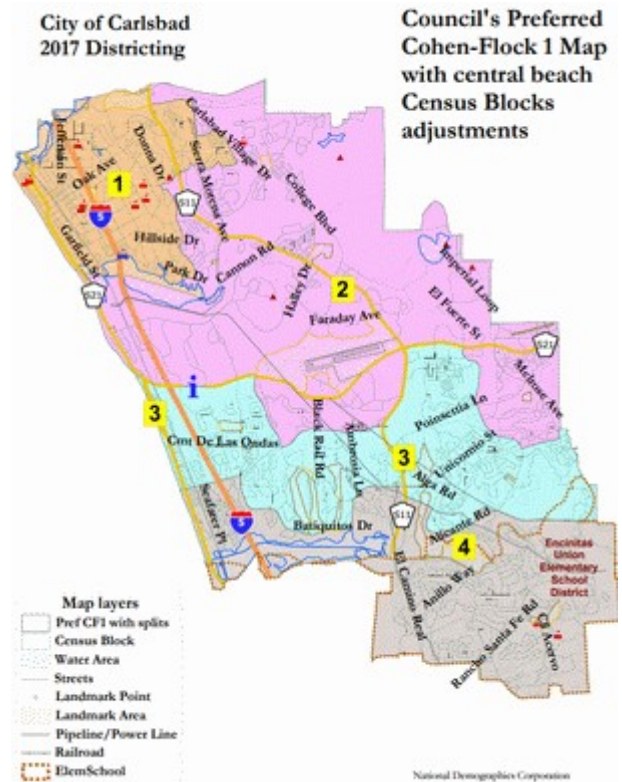 City of Carlsbad
2017 Districting
Council's Preferred
Cohen-Flock 1 Map
with central beach
Census Blocks
adjustments
Jefferson St
Oak Ave
Donna Dr
Carlsbad Village Dr
Sierra Morena Ave
College Blvd
1
S11
5
Garfield St
Hillside Dr
Park Dr
Cannon Rd
Halley Dr
2
Imperial Loop
S21
Faraday Ave
El Fuerte St
S21
Melrose Ave
i
3
Cmt De Las Ondas
Black Rail Rd
Ambrosia Ln
Poinsettia Ln
3
Unicornio St
Alga Rd
Seafarer Pl
5
Batiquitos Dr
S11
Alicante Rd
4
Encinitas
Union
Elementary
School
District
El Camino Real
Anillo Way
Rancho Santa Fe Rd
Cll Acervo
Map layers
Pref CF1 with splits
Census Block
Water Area
Streets
Landmark Point
Landmark Area
Pipeline/Power Line
Railroad
ElemSchool
National Demographics Corporation